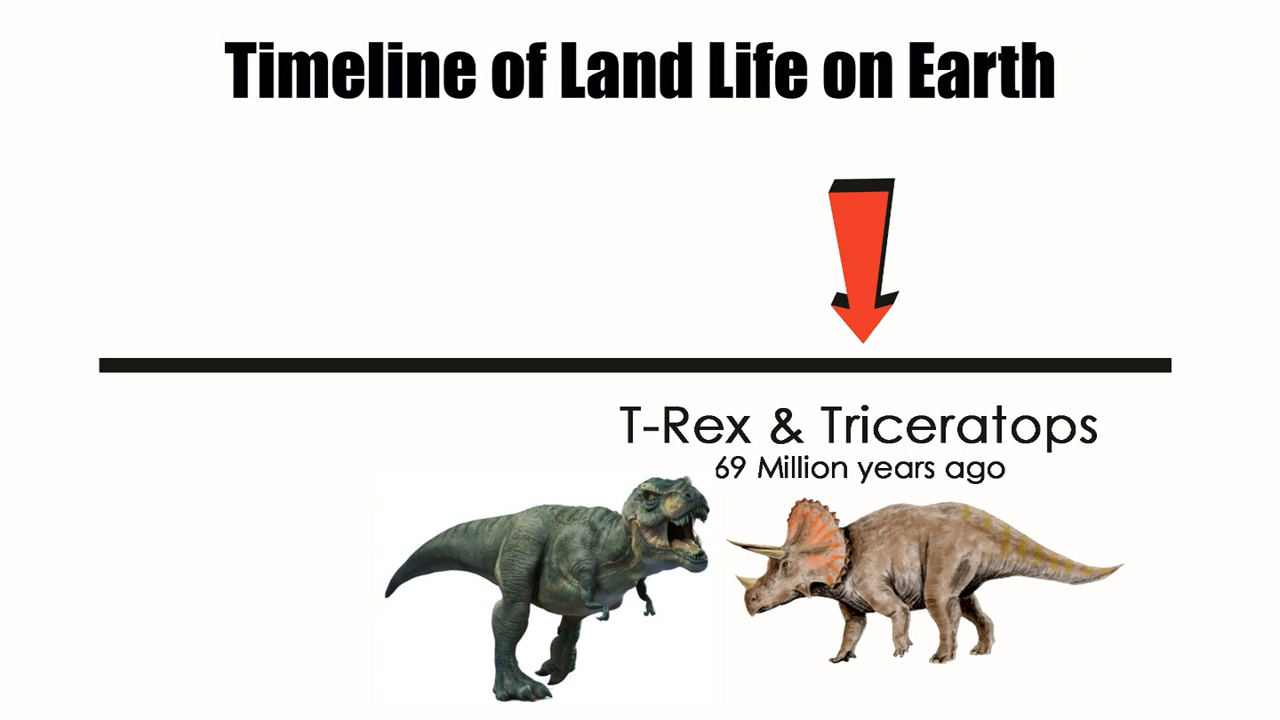 Timeline of Land Life on Earth
T-Rex & Triceratops
69 Million years ago